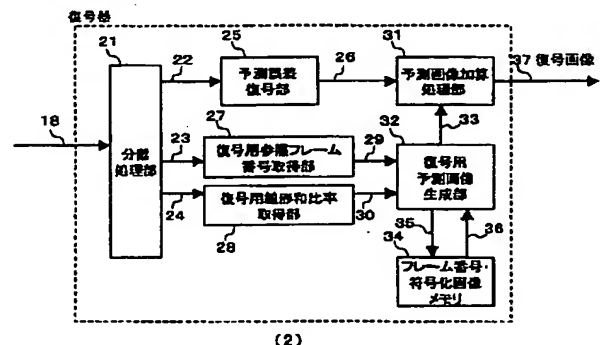 復号器
21
22
25
予測誤差
復号部
26
31
予測画像加算
処理部
37 復号画像
18
分散
処理部
23
27
復号用参照フレーム
番号取得部
29
32
33
復号用
予測画像
生成部
24
復号用線形和比率
取得部
28
30
35
36
34
フレーム番号・
符号化画像
メモリ
(2)